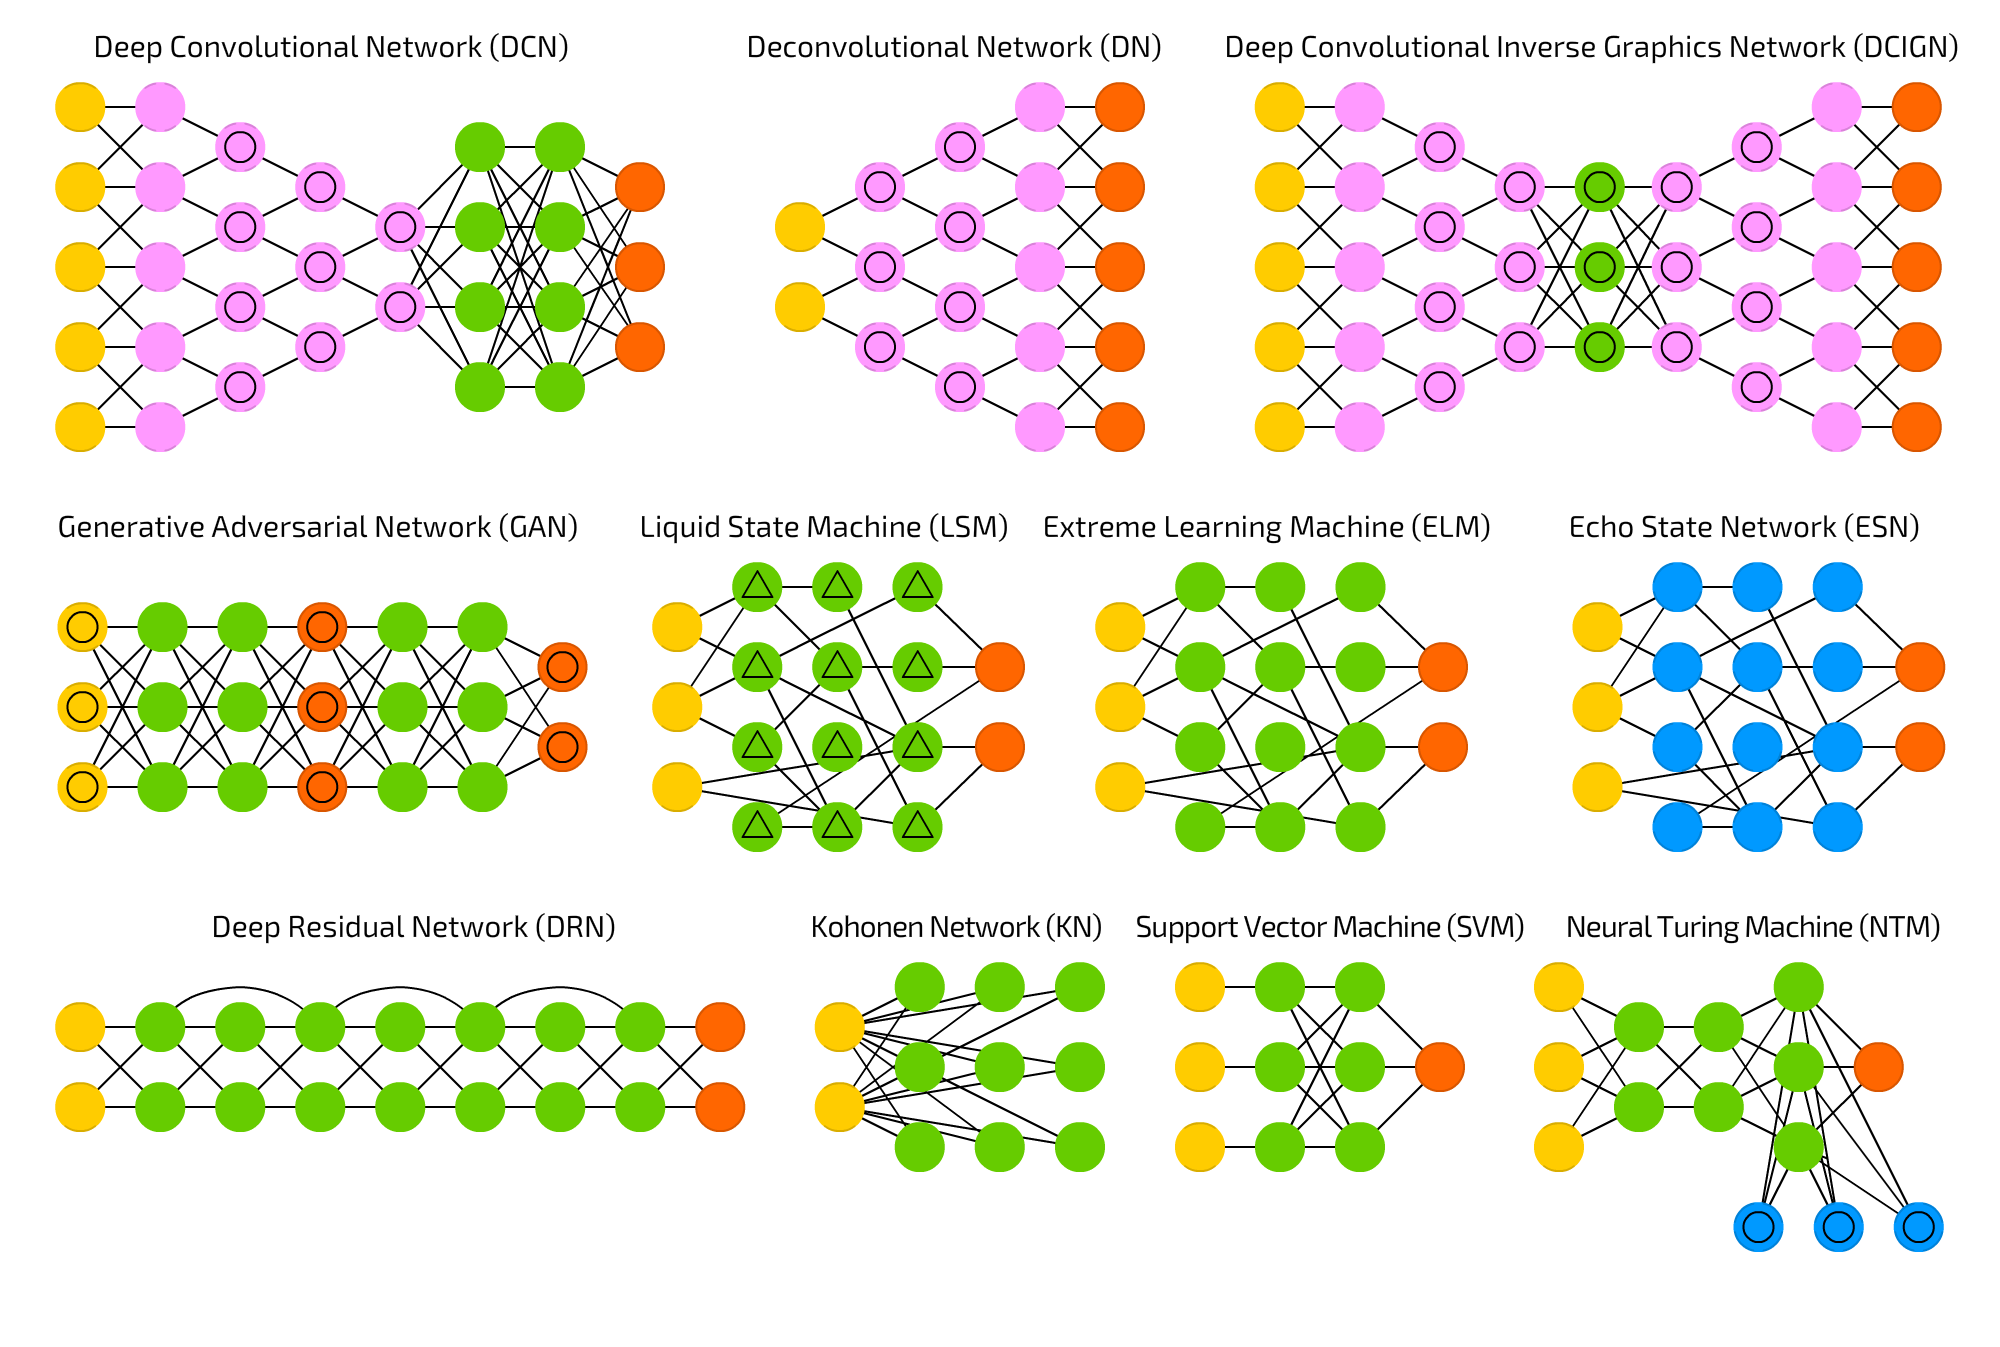 Deep Convolutional Network (DCN)
Deconvolutional Network (DN)
Deep Convolutional Inverse Graphics Network (DCIGN)
Generative Adversarial Network (GAN)
Liquid State Machine (LSM)
Extreme Learning Machine (ELM)
Echo State Network (ESN)
Deep Residual Network (DRN)
Kohonen Network (KN)
Support Vector Machine (SVM)
Neural Turing Machine (NTM)